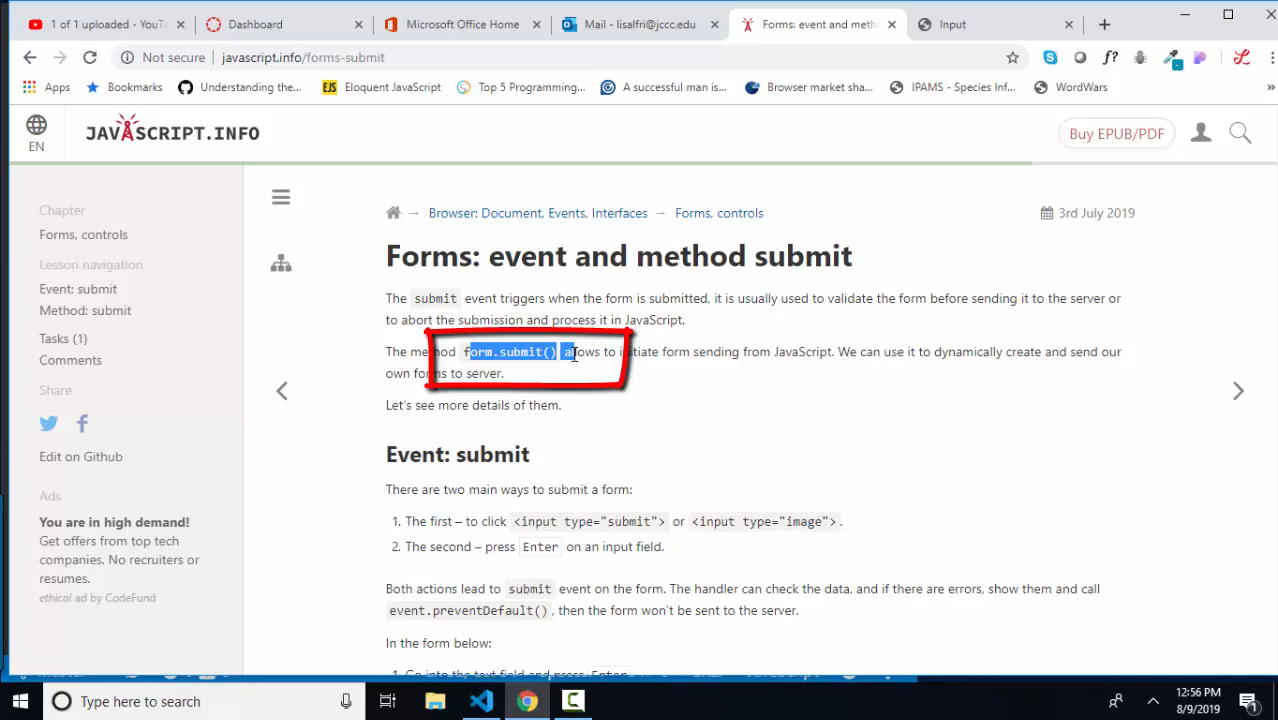 1 of 1 uploaded - YouTu
Dashboard
Microsoft Office Home
Mail - lisalfri@jccc.edu
Forms: event and meth
Input
Not secure
javascript.info/forms-submit
f?
Apps
Bookmarks
Understanding the...
EJS Eloquent JavaScript
Top 5 Programming...
A successful man is...
Browser market sha...
IPAMS - Species Inf...
WordWars
»
EN
JAVASCRIPT.INFO
Buy EPUB/PDF
Chapter
Forms, controls
Lesson navigation
Event: submit
Method: submit
Tasks (1)
Comments
Share
Edit on Github
Ads
You are in high demand!
Get offers from top tech
companies. No recruiters or
resumes.
ethical ad by CodeFund
→ Browser: Document, Events, Interfaces → Forms, controls
3rd July 2019
Forms: event and method submit
The submit event triggers when the form is submitted, it is usually used to validate the form before sending it to the server or
to abort the submission and process it in JavaScript.
The method form.submit() allows to initiate form sending from JavaScript. We can use it to dynamically create and send our
own forms to server.
Let's see more details of them.
Event: submit
There are two main ways to submit a form:
1. The first – to click <input type="submit"> or <input type="image">.
2. The second – press Enter on an input field.
Both actions lead to submit event on the form. The handler can check the data, and if there are errors, show them and call
event.preventDefault(), then the form won't be sent to the server.
In the form below:
1. Go into the text field and press Enter
Type here to search
12:56 PM
8/9/2019
1